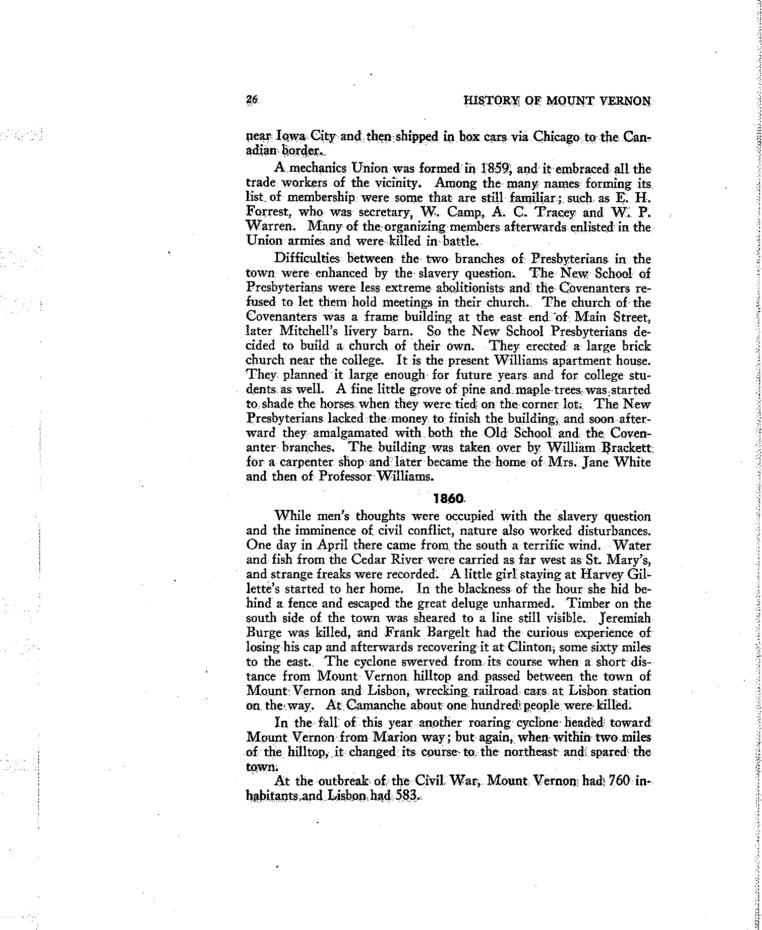 26 HISTORY OF MOUNT VERNON
near Iowa City and then shipped in box cars via Chicago to the Can-
adian border.
A mechanics Union was formed in 1859, and it embraced all the
trade workers of the vicinity. Among the many names forming its
list of membership were some that are still familiar; such as E. H.
Forrest, who was secretary, W. Camp, A. C. Tracey and W. P.
Warren. Many of the organizing members afterwards enlisted in the
Union armies and were killed in battle.
Difficulties between the two branches of Presbyterians in the
town were enhanced by the slavery question. The New School of
Presbyterians were less extreme abolitionists and the Covenanters re-
fused to let them hold meetings in their church. The church of the
Covenanters was a frame building at the east end of Main Street,
later Mitchell's livery barn. So the New School Presbyterians de-
cided to build a church of their own. They erected a large brick
church near the college. It is the present Williams apartment house.
They planned it large enough for future years and for college stu-
dents as well. A fine little grove of pine and maple trees was started
to shade the horses when they were tied on the corner lot. The New
Presbyterians lacked the money to finish the building, and soon after-
ward they amalgamated with both the Old School and the Coven-
anter branches. The building was taken over by William Brackett
for a carpenter shop and later became the home of Mrs. Jane White
and then of Professor Williams.
1860
While men's thoughts were occupied with the slavery question
and the imminence of civil conflict, nature also worked disturbances.
One day in April there came from the south a terrific wind. Water
and fish from the Cedar River were carried as far west as St. Mary's,
and strange freaks were recorded. A little girl staying at Harvey Gil-
lette's started to her home. In the blackness of the hour she hid be-
hind a fence and escaped the great deluge unharmed. Timber on the
south side of the town was sheared to a line still visible. Jeremiah
Burge was killed, and Frank Bargelt had the curious experience of
losing his cap and afterwards recovering it at Clinton, some sixty miles
to the east. The cyclone swerved from its course when a short dis-
tance from Mount Vernon hilltop and passed between the town of
Mount Vernon and Lisbon, wrecking railroad cars at Lisbon station
on the way. At Camanche about one hundred people were killed.
In the fall of this year another roaring cyclone headed toward
Mount Vernon from Marion way; but again, when within two miles
of the hilltop, it changed its course to the northeast and spared the
town.
At the outbreak of the Civil War, Mount Vernon had 760 in-
habitants and Lisbon had 583.